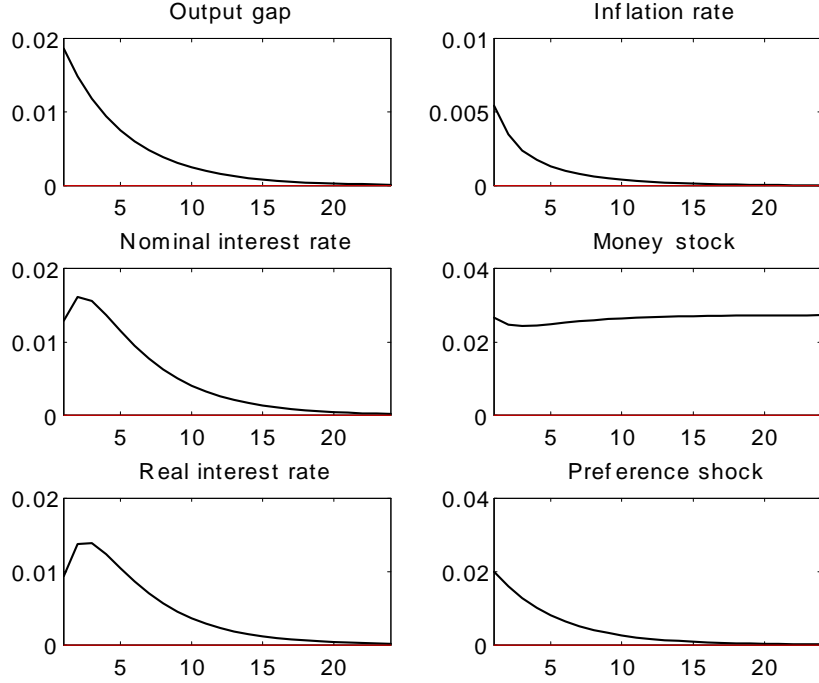 Output gap
0.02
0.01
0
5 10 15 20
Inflation rate
0.01
0.005
0
5 10 15 20
Nominal interest rate
0.02
0.01
0
5 10 15 20
Money stock
0.04
0.02
0
5 10 15 20
Real interest rate
0.02
0.01
0
5 10 15 20
Preference shock
0.04
0.02
0
5 10 15 20